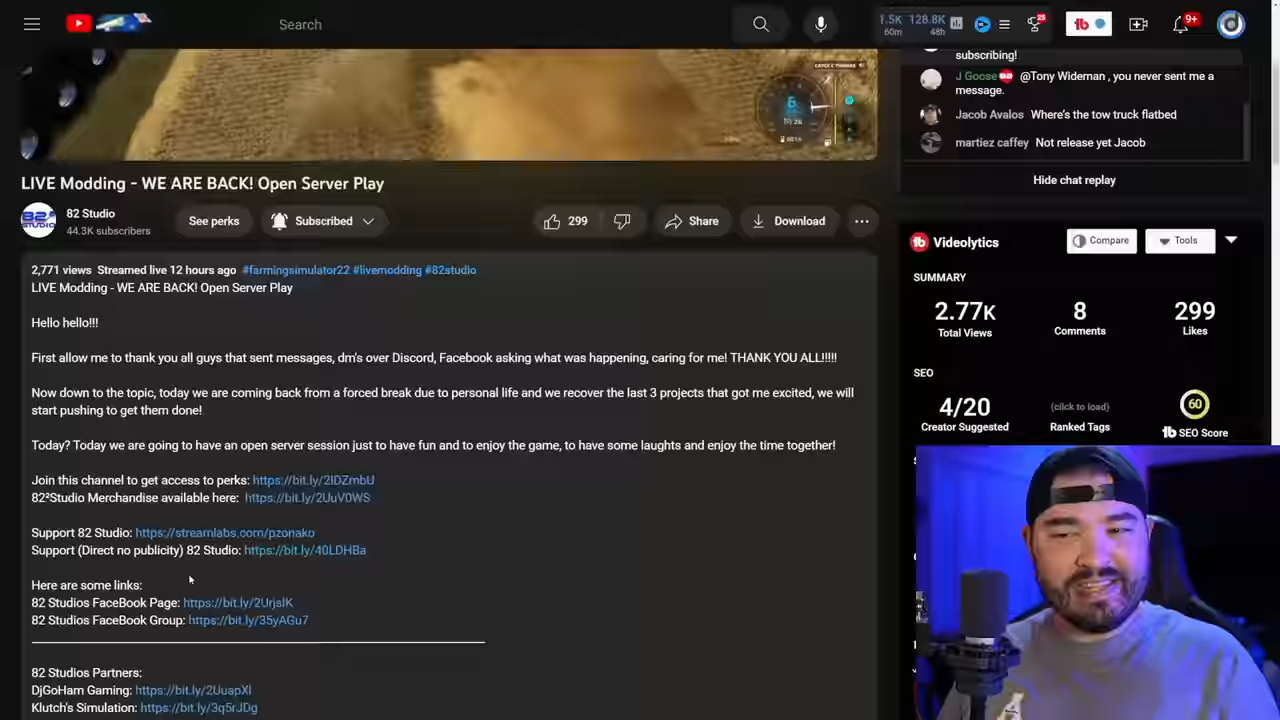 Search
1.5K 128.8K
60m 48h
25
tb
9+
subscribing!
J Goose @Tony Wideman , you never sent me a
message.
Jacob Avalos Where's the tow truck flatbed
martiez caffey Not release yet Jacob
Hide chat replay
6
LIVE Modding - WE ARE BACK! Open Server Play
82 Studio
44.3K subscribers
See perks
Subscribed
299
Share
Download
2,771 views Streamed live 12 hours ago #farmingsimulator22 #livemodding #82studio
LIVE Modding - WE ARE BACK! Open Server Play
Hello hello!!!
First allow me to thank you all guys that sent messages, dm's over Discord, Facebook asking what was happening, caring for me! THANK YOU ALL!!!!!
Now down to the topic, today we are coming back from a forced break due to personal life and we recover the last 3 projects that got me excited, we will
start pushing to get them done!
Today? Today we are going to have an open server session just to have fun and to enjoy the game, to have some laughts and enjoy the time together!
Join this channel to get access to perks: https://bit.ly/2IDZmbU
82²Studio Merchandise available here: https://bit.ly/2UuV0WS
Support 82 Studio: https://streamlabs.com/pzonako
Support (Direct no publicity) 82 Studio: https://bit.ly/40LDHBa
Here are some links:
82 Studios FaceBook Page: https://bit.ly/2UrjsIK
82 Studios FaceBook Group: https://bit.ly/35yAGu7
82 Studios Partners:
DjGoHam Gaming: https://bit.ly/2UuapXl
Klutch's Simulation: https://bit.ly/3q5rJDg
tb Videolytics
Compare
Tools
SUMMARY
2.77K
Total Views
8
Comments
299
Likes
SEO
4/20
Creator Suggested
(click to load)
Ranked Tags
60
tb SEO Score